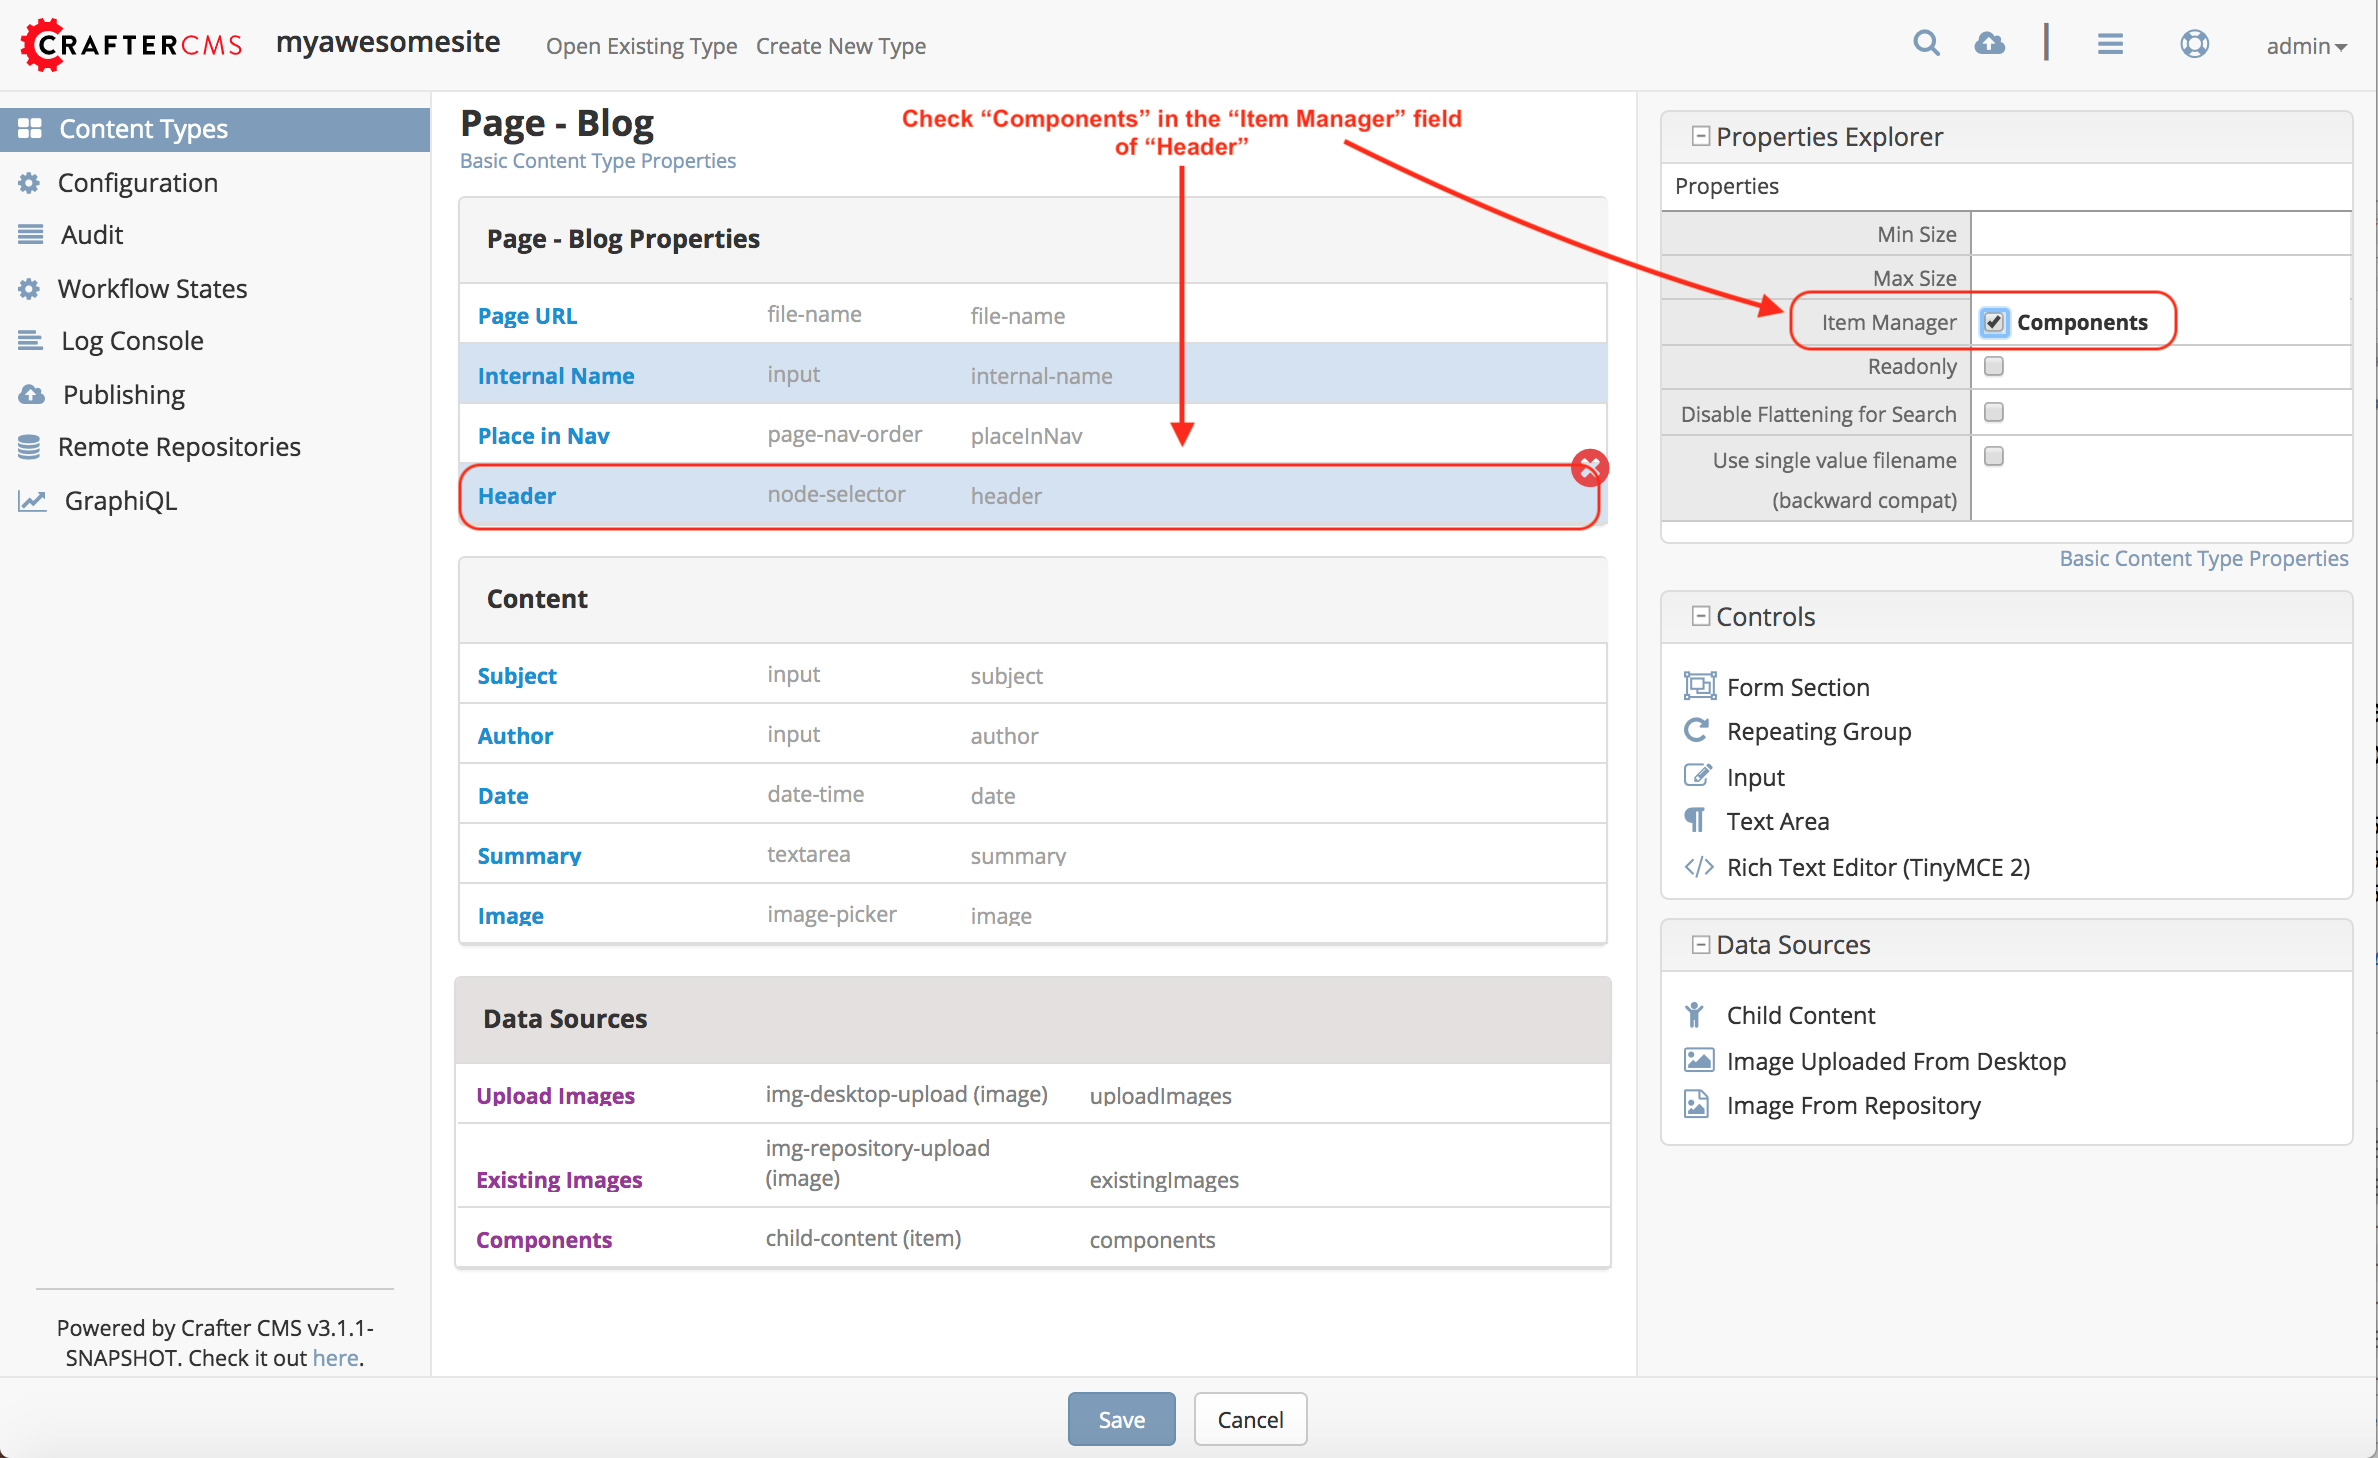 CRAFTERCMS myawesomesite Open Existing Type Create New Type admin
Content Types
Configuration
Audit
Workflow States
Log Console
Publishing
Remote Repositories
GraphiQL
Powered by Crafter CMS v3.1.1-
SNAPSHOT. Check it out here.
Page - Blog
Basic Content Type Properties
Check “Components” in the “Item Manager” field
of “Header”
Page - Blog Properties
Page URL file-name file-name
Internal Name input internal-name
Place in Nav page-nav-order placeInNav
Header node-selector header
Content
Subject input subject
Author input author
Date date-time date
Summary textarea summary
Image image-picker image
Data Sources
Upload Images img-desktop-upload (image) uploadImages
Existing Images img-repository-upload
(image) existingImages
Components child-content (item) components
Properties Explorer
Properties
Min Size
Max Size
Item Manager Components
Readonly
Disable Flattening for Search
Use single value filename
(backward compat)
Basic Content Type Properties
Controls
Form Section
Repeating Group
Input
Text Area
Rich Text Editor (TinyMCE 2)
Data Sources
Child Content
Image Uploaded From Desktop
Image From Repository
Save Cancel